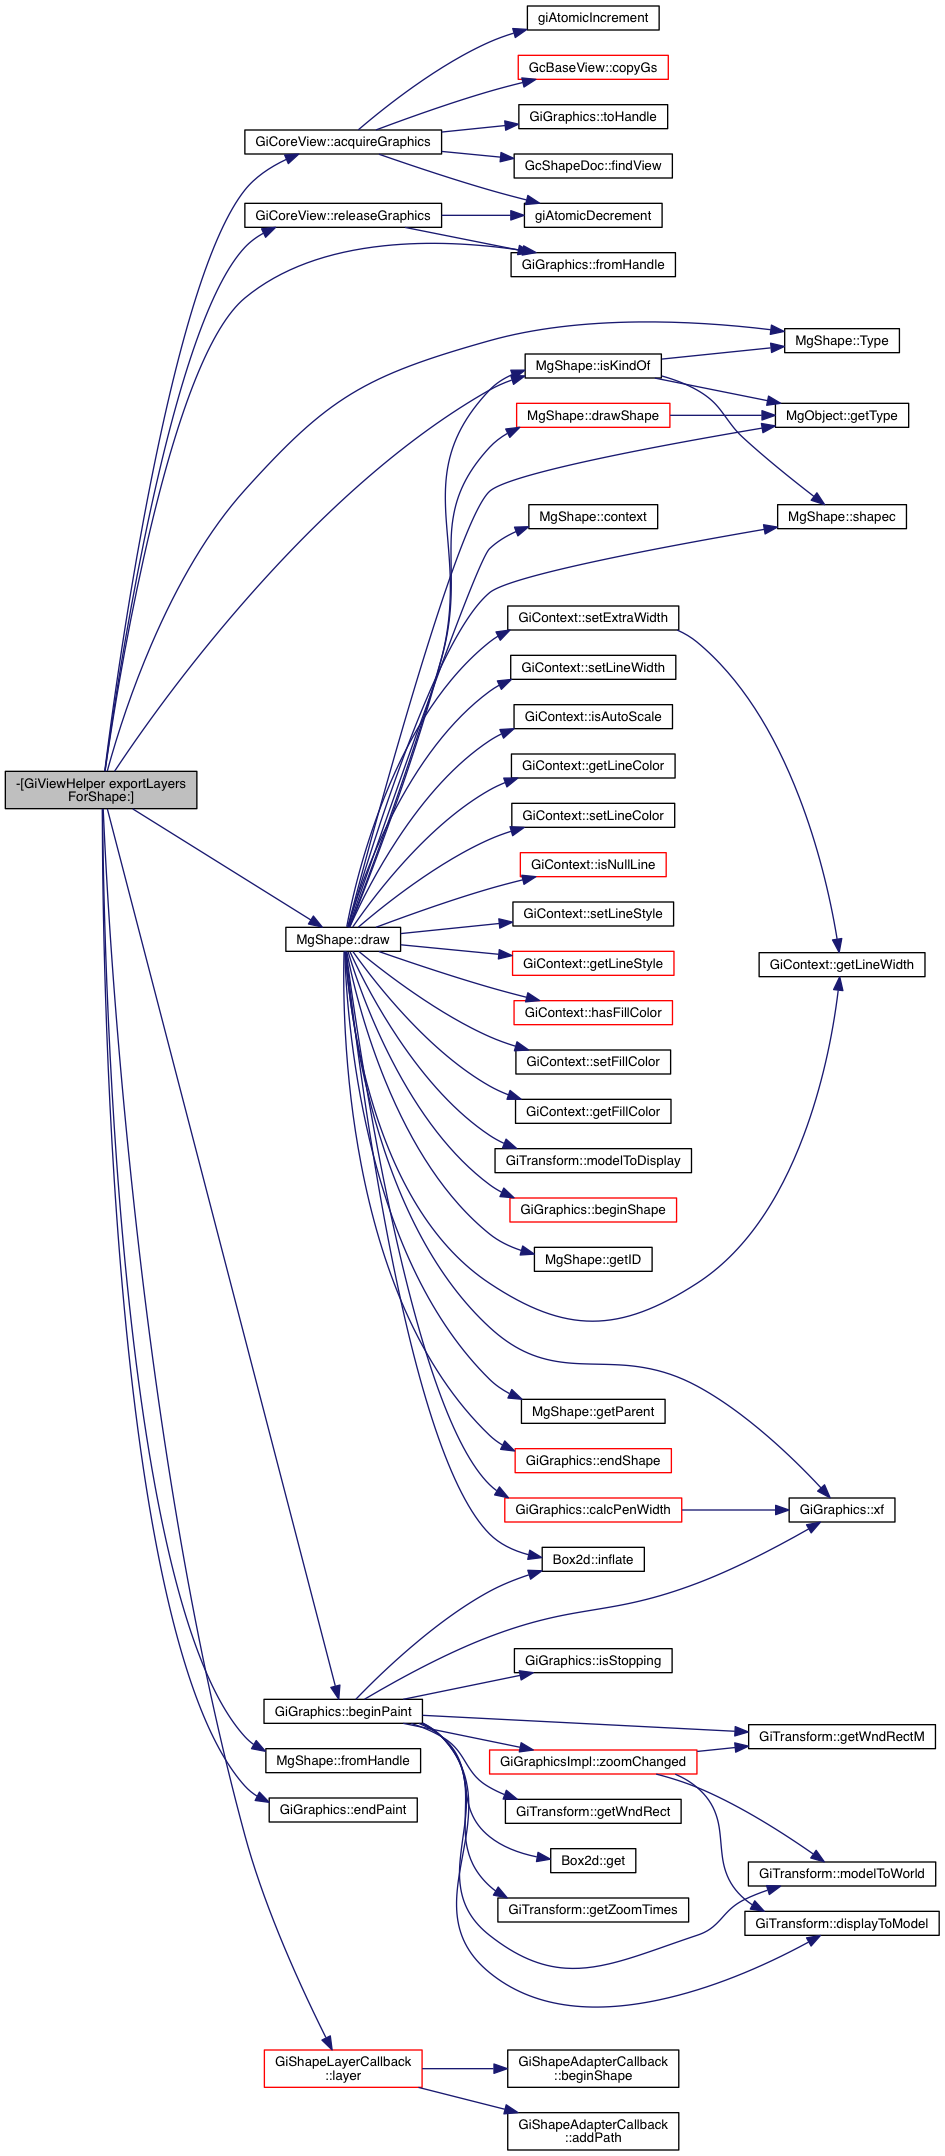 giAtomicIncrement
GcBaseView::copyGs
GiGraphics::toHandle
GiCoreView::acquireGraphics
GcShapeDoc::findView
GiCoreView::releaseGraphics
giAtomicDecrement
GiGraphics::fromHandle
MgShape::Type
MgShape::isKindOf
MgShape::drawShape
MgObject::getType
MgShape::context
MgShape::shapec
GiContext::setExtraWidth
GiContext::setLineWidth
GiContext::isAutoScale
GiContext::getLineColor
-[GiViewHelper exportLayers
ForShape:]
GiContext::setLineColor
GiContext::isNullLine
GiContext::setLineStyle
MgShape::draw
GiContext::getLineStyle
GiContext::getLineWidth
GiContext::hasFillColor
GiContext::setFillColor
GiContext::getFillColor
GiTransform::modelToDisplay
GiGraphics::beginShape
MgShape::getID
MgShape::getParent
GiGraphics::endShape
GiGraphics::calcPenWidth
GiGraphics::xf
Box2d::inflate
GiGraphics::isStopping
GiGraphics::beginPaint
GiTransform::getWndRectM
MgShape::fromHandle
GiGraphicsImpl::zoomChanged
GiGraphics::endPaint
GiTransform::getWndRect
Box2d::get
GiTransform::modelToWorld
GiTransform::getZoomTimes
GiTransform::displayToModel
GiShapeLayerCallback
::layer
GiShapeAdapterCallback
::beginShape
GiShapeAdapterCallback
::addPath